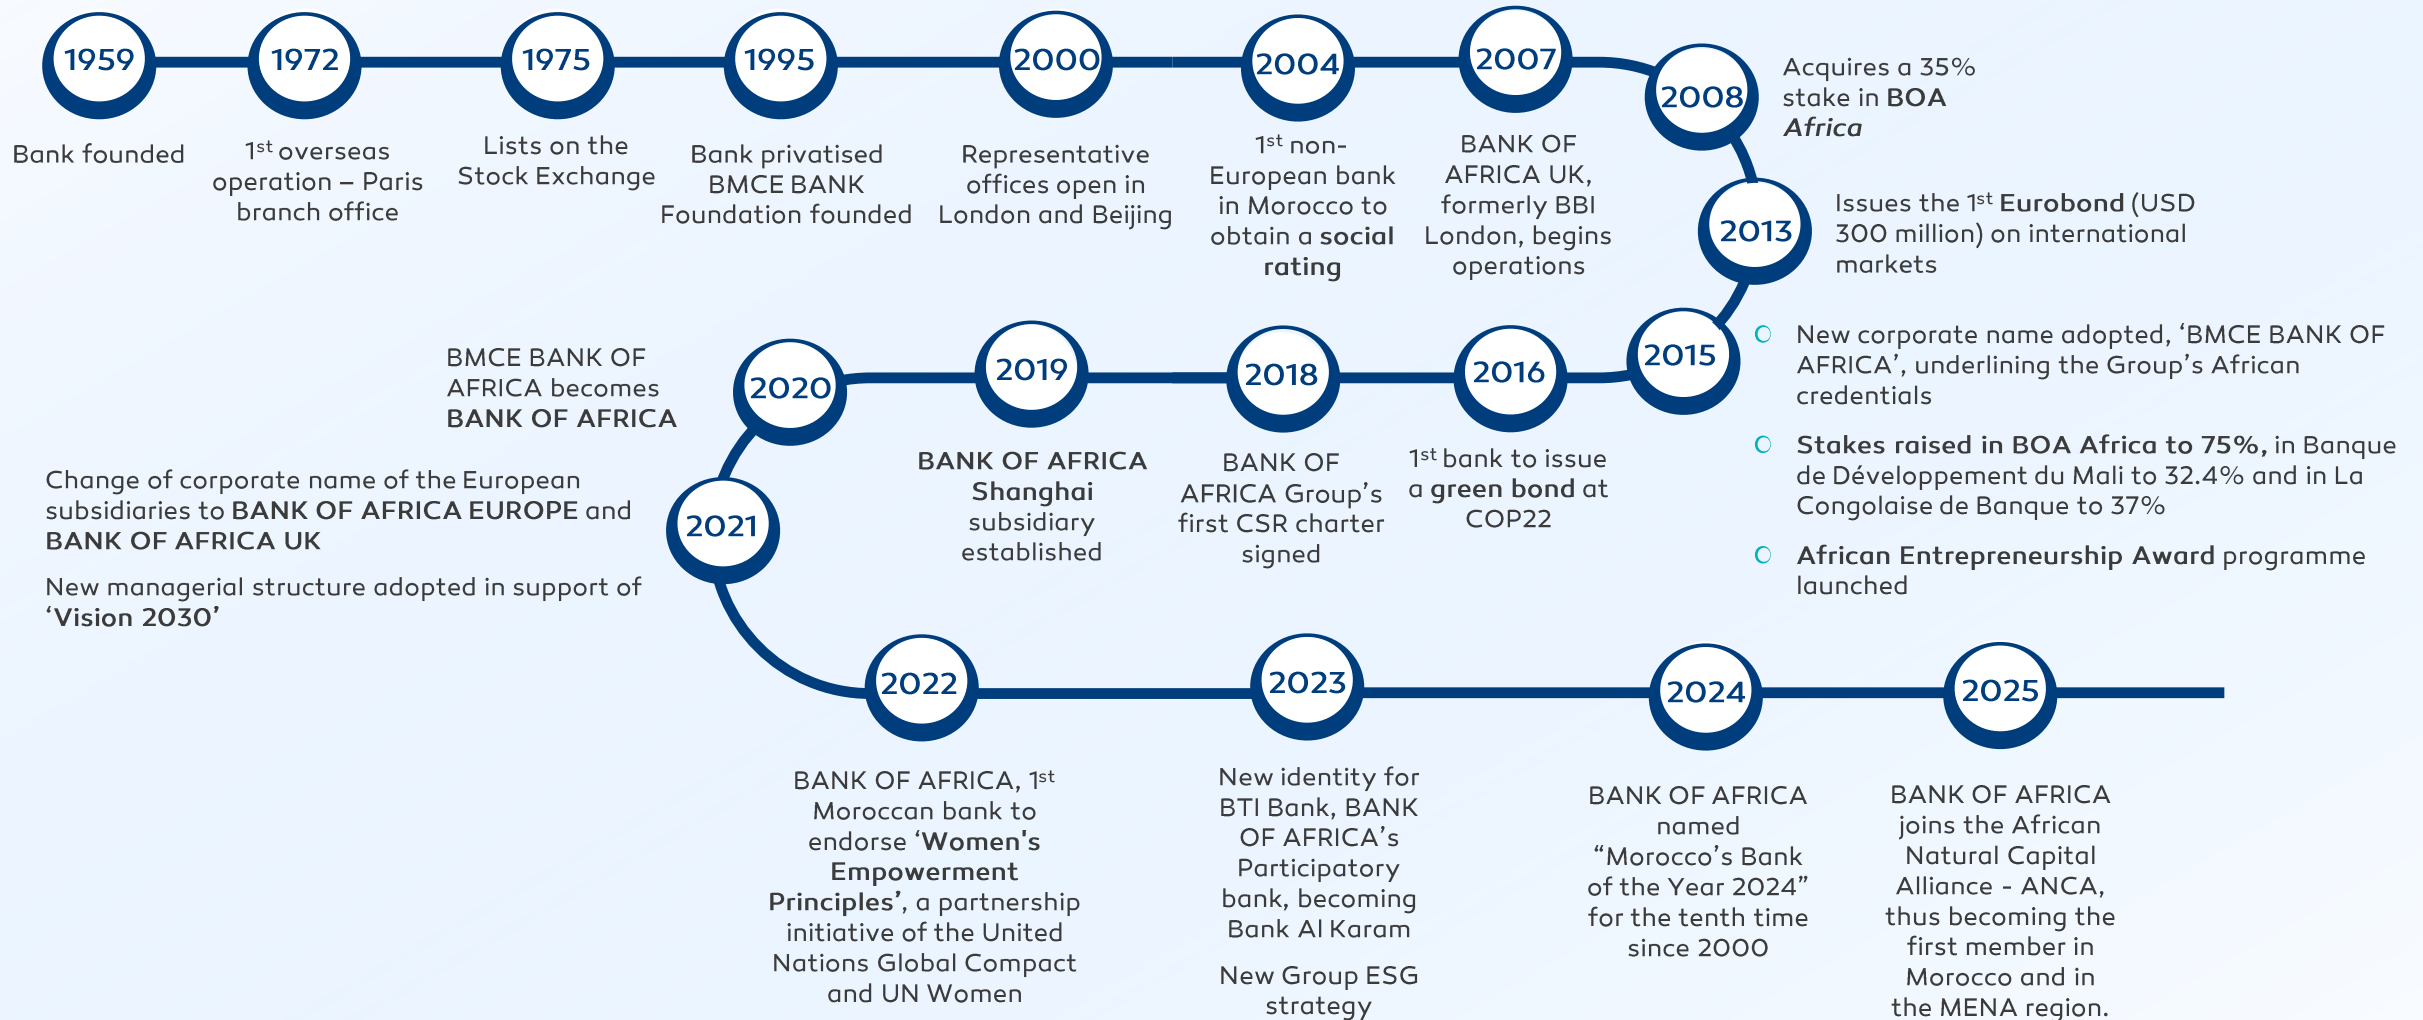 1959
Bank founded
1972
1st overseas
operation – Paris
branch office
1975
Lists on the
Stock Exchange
1995
Bank privatised
BMCE BANK
Foundation founded
2000
Representative
offices open in
London and Beijing
2004
1st non-
European bank
in Morocco to
obtain a social
rating
2007
BANK OF
AFRICA UK,
formerly BBI
London, begins
operations
2008
Acquires a 35%
stake in BOA
Africa
2013
Issues the 1st Eurobond (USD
300 million) on international
markets
2015
New corporate name adopted, ‘BMCE BANK OF
AFRICA’, underlining the Group’s African
credentials
Stakes raised in BOA Africa to 75%, in Banque
de Développement du Mali to 32.4% and in La
Congolaise de Banque to 37%
African Entrepreneurship Award programme
launched
2016
1st bank to issue
a green bond at
COP22
2018
BANK OF
AFRICA Group’s
first CSR charter
signed
2019
BANK OF AFRICA
Shanghai
subsidiary
established
2020
BMCE BANK OF
AFRICA becomes
BANK OF AFRICA
2021
Change of corporate name of the European
subsidiaries to BANK OF AFRICA EUROPE and
BANK OF AFRICA UK
New managerial structure adopted in support of
‘Vision 2030’
2022
BANK OF AFRICA, 1st
Moroccan bank to
endorse ‘Women's
Empowerment
Principles’, a partnership
initiative of the United
Nations Global Compact
and UN Women
2023
New identity for
BTI Bank, BANK
OF AFRICA’s
Participatory
bank, becoming
Bank Al Karam
New Group ESG
strategy
2024
BANK OF AFRICA
named
“Morocco’s Bank
of the Year 2024”
for the tenth time
since 2000
2025
BANK OF AFRICA
joins the African
Natural Capital
Alliance - ANCA,
thus becoming the
first member in
Morocco and in
the MENA region.